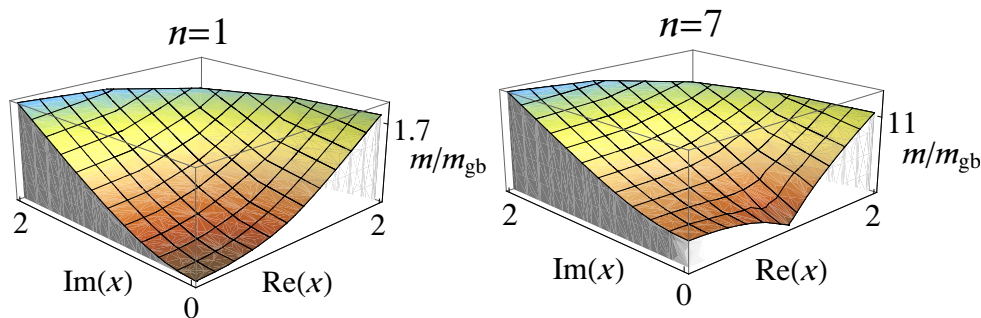 n=1
1.7
m/m_gb
2
2
Im(x)
Re(x)
0
n=7
11
m/m_gb
2
2
Im(x)
Re(x)
0